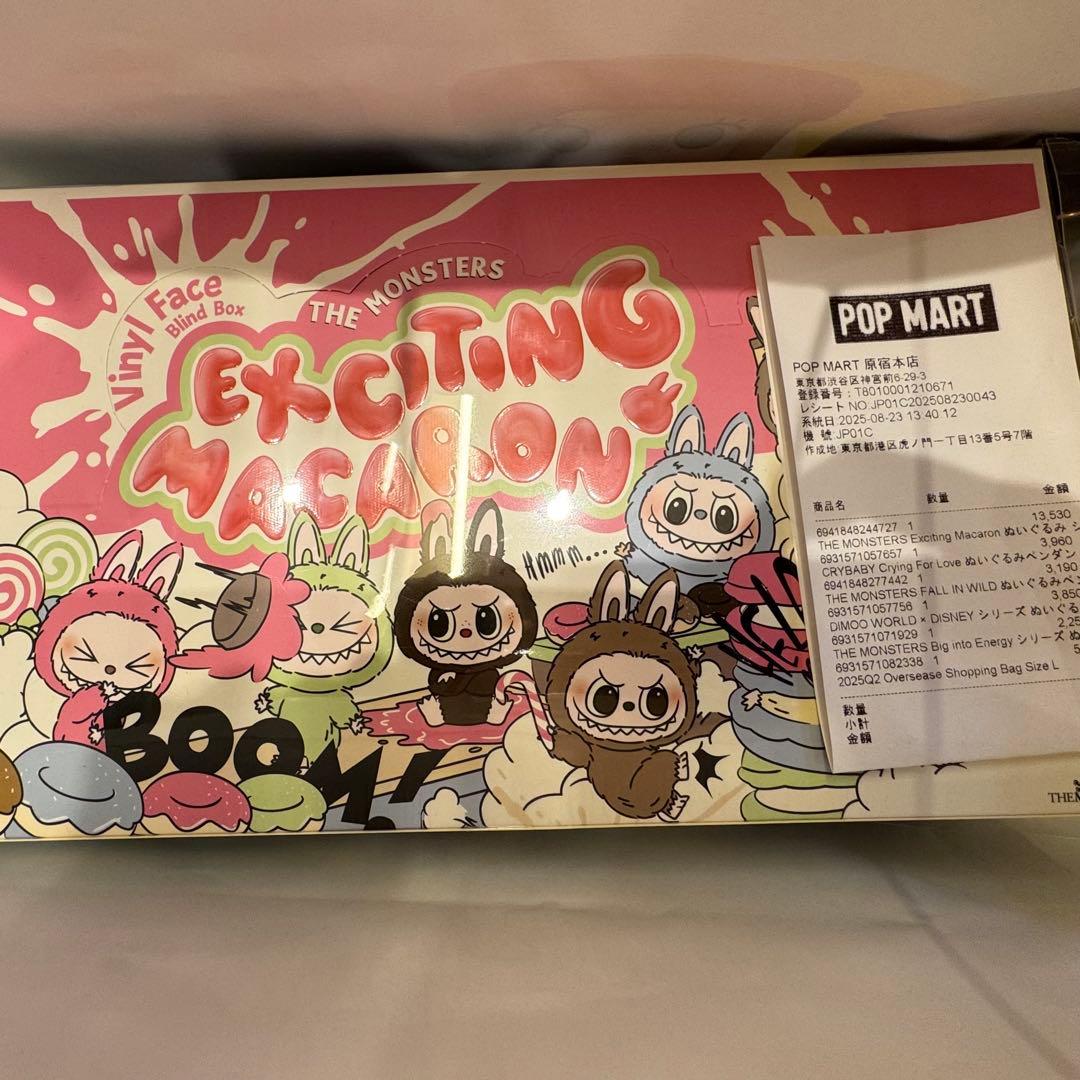 Vinyl Face
Blind Box
THE MONSTERS
EXCITING
MACARON
Hmmm...
BOOM!
POP MART
POP MART 原宿本店
東京都渋谷区神宮前6-29-3
登録番号:T8010001210671
レシートNO.JP01C202508230043
系統日:2025-08-23 13 40 12
機 號:JP01C
作成地:東京都港区虎ノ門一丁目13番5号7階
商品名 数量 金額
6941848244727 1 13,530
THE MONSTERS Exciting Macaron ぬいぐるみ シ
6931571057657 1 3,960
CRYBABY Crying For Love ぬいぐるみペンダン
6941848277442 1 3,190
THE MONSTERS FALL IN WILD ぬいぐるみペ
6931571057756 1 3,850
DIMOO WORLD × DISNEY シリーズ ぬいぐる
6931571071929 1 2,25
THE MONSTERS Big into Energy シリーズ ぬ
6931571082338 1 5
2025Q2 Oversease Shopping Bag Size L
数量
小計
金額
THE